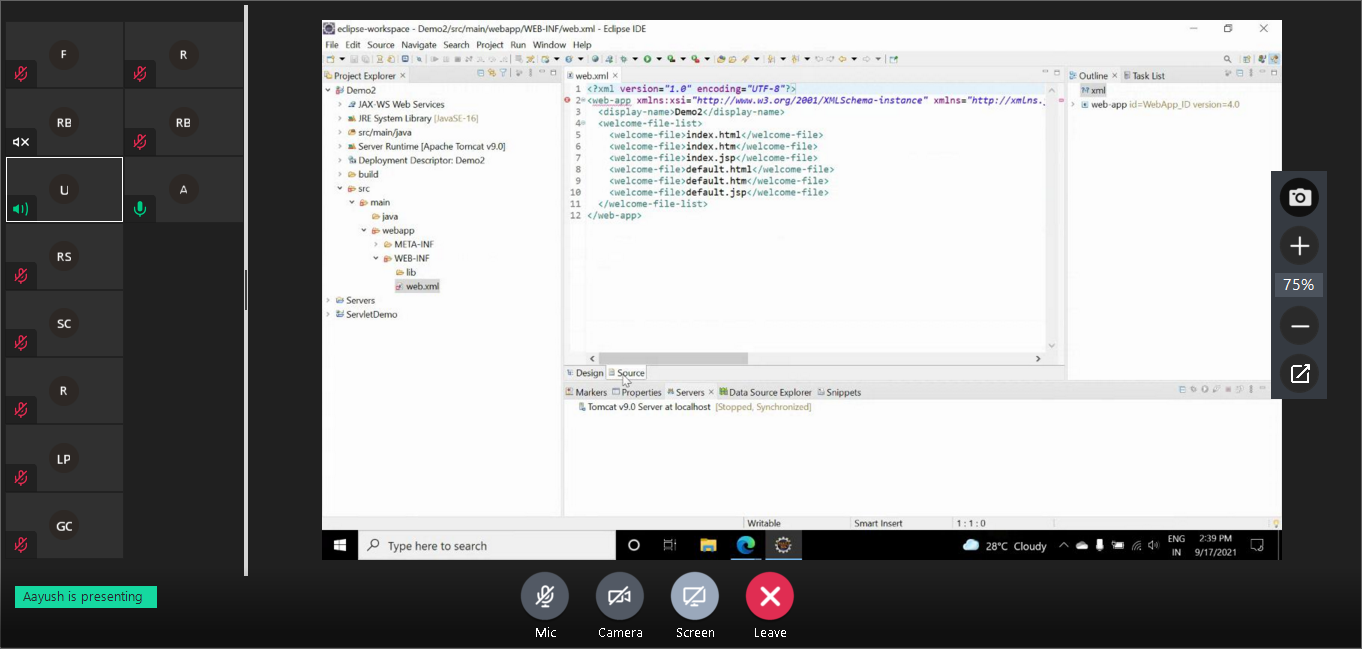 F
R
RB
RB
U
A
RS
SC
R
LP
GC
Aayush is presenting
eclipse-workspace - Demo2/src/main/webapp/WEB-INF/web.xml - Eclipse IDE
File Edit Source Navigate Search Project Run Window Help
Project Explorer
Demo2
JAX-WS Web Services
JRE System Library [JavaSE-16]
src/main/java
Server Runtime [Apache Tomcat v9.0]
Deployment Descriptor: Demo2
build
src
main
java
webapp
META-INF
WEB-INF
lib
web.xml
Servers
ServletDemo
web.xml
1 <?xml version="1.0" encoding="UTF-8"?>
2 <web-app xmlns:xsi="http://www.w3.org/2001/XMLSchema-instance" xmlns="http://xmlns.j
3 <display-name>Demo2</display-name>
4 <welcome-file-list>
5 <welcome-file>index.html</welcome-file>
6 <welcome-file>index.htm</welcome-file>
7 <welcome-file>index.jsp</welcome-file>
8 <welcome-file>default.html</welcome-file>
9 <welcome-file>default.htm</welcome-file>
10 <welcome-file>default.jsp</welcome-file>
11 </welcome-file-list>
12 </web-app>
Design Source
Outline Task List
xml
web-app id=WebApp_ID version=4.0
Markers Properties Servers Data Source Explorer Snippets
Tomcat v9.0 Server at localhost [Stopped, Synchronized]
Writable Smart Insert 1 : 1 : 0
Type here to search
28°C Cloudy
ENG
IN
2:39 PM
9/17/2021
75%
Mic Camera Screen Leave